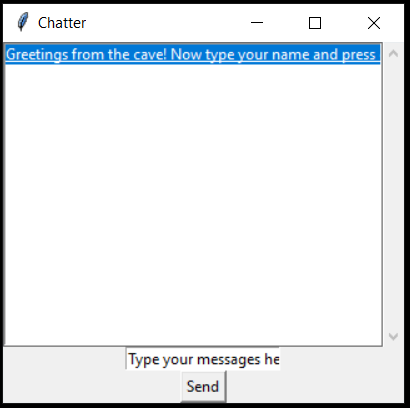 Chatter
Greetings from the cave! Now type your name and press
Type your messages he
Send